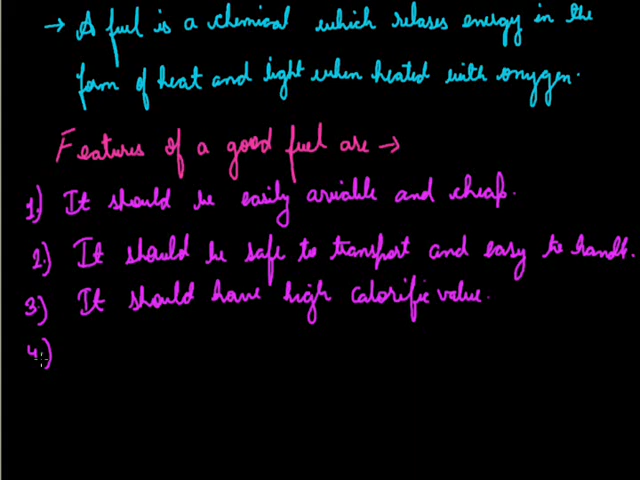 → A fuel is a chemical which relases energy in the
form of heat and light when heated with oxygen.
Features of a good fuel are →
1.) It should be easily avaiable and cheap.
2.) It should be safe to transport and easy to handle.
3.) It should have high calorific value.
4.)